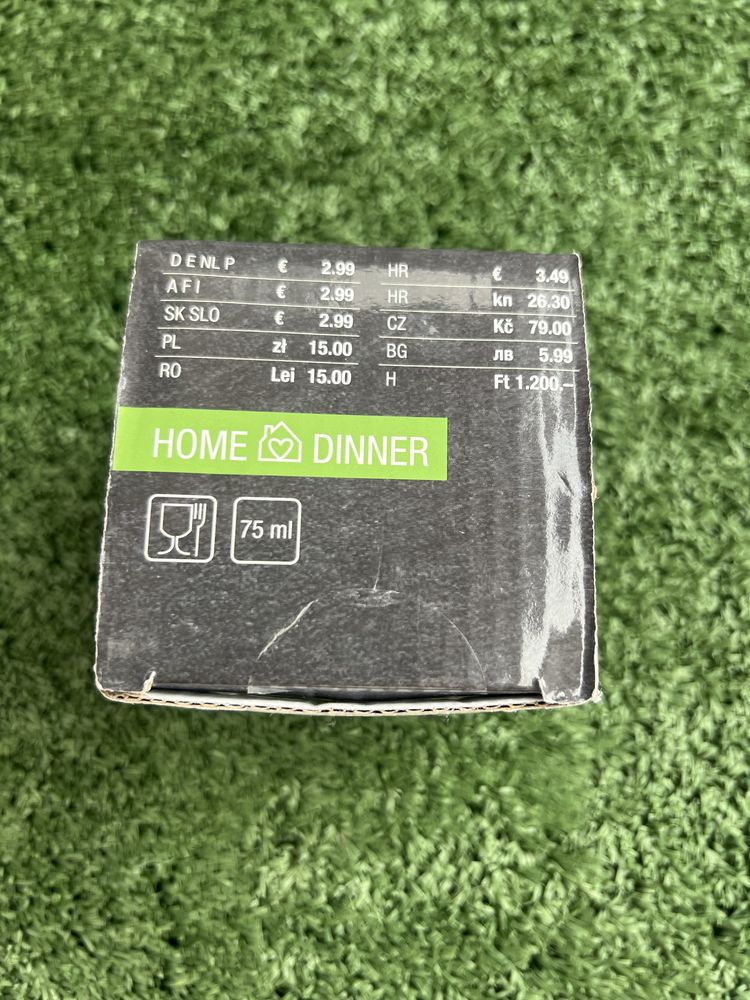 D E NL P € 2.99
A F I € 2.99
SK SLO € 2.99
PL zł 15.00
RO Lei 15.00
HR € 3.49
HR kn 26.30
CZ Kč 79.00
BG лв 5.99
H Ft 1.200,–
HOME DINNER
75 ml